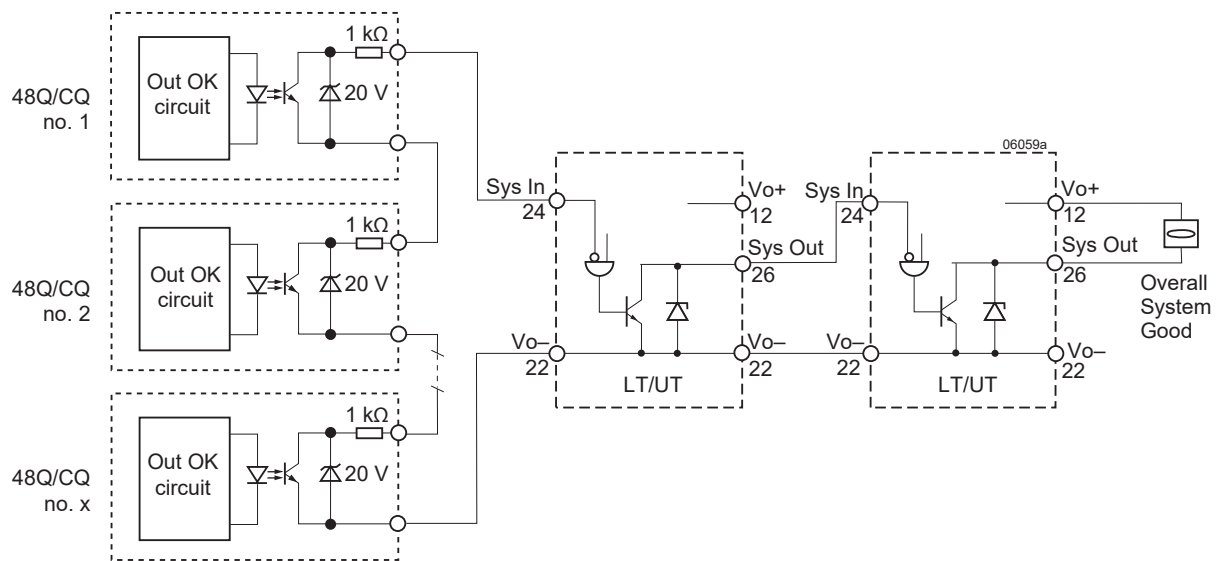 48Q/CQ
no. 1
Out OK
circuit
1 kΩ
20 V
48Q/CQ
no. 2
Out OK
circuit
1 kΩ
20 V
48Q/CQ
no. x
Out OK
circuit
1 kΩ
20 V
Sys In
24
Vo+
12
Sys Out
26
Vo–
22
Vo–
22
LT/UT
06059a
Sys In
24
Vo+
12
Sys Out
26
Vo–
22
Vo–
22
LT/UT
Overall
System
Good